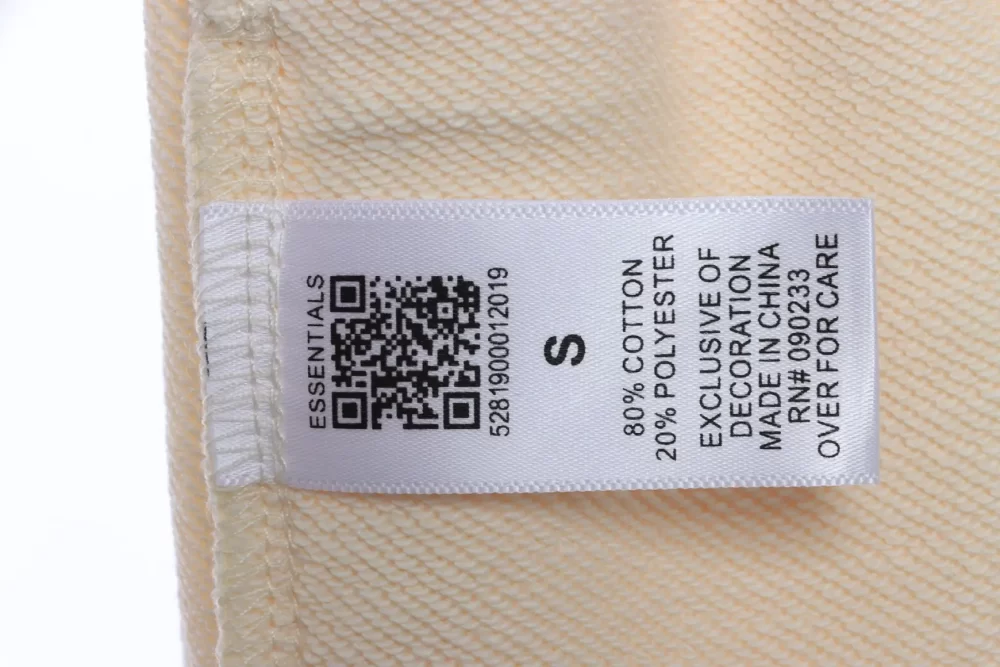 ESSENTIALS
5281900012019
S
80% COTTON
20% POLYESTER
EXCLUSIVE OF
DECORATION
MADE IN CHINA
RN# 090233
OVER FOR CARE